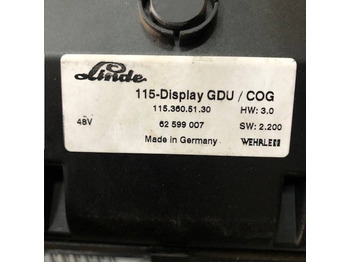 Linde
115-Display GDU / COG
115.360.51.30 HW: 3.0
48V 62 599 007 SW: 2.200
Made in Germany WEHRLE